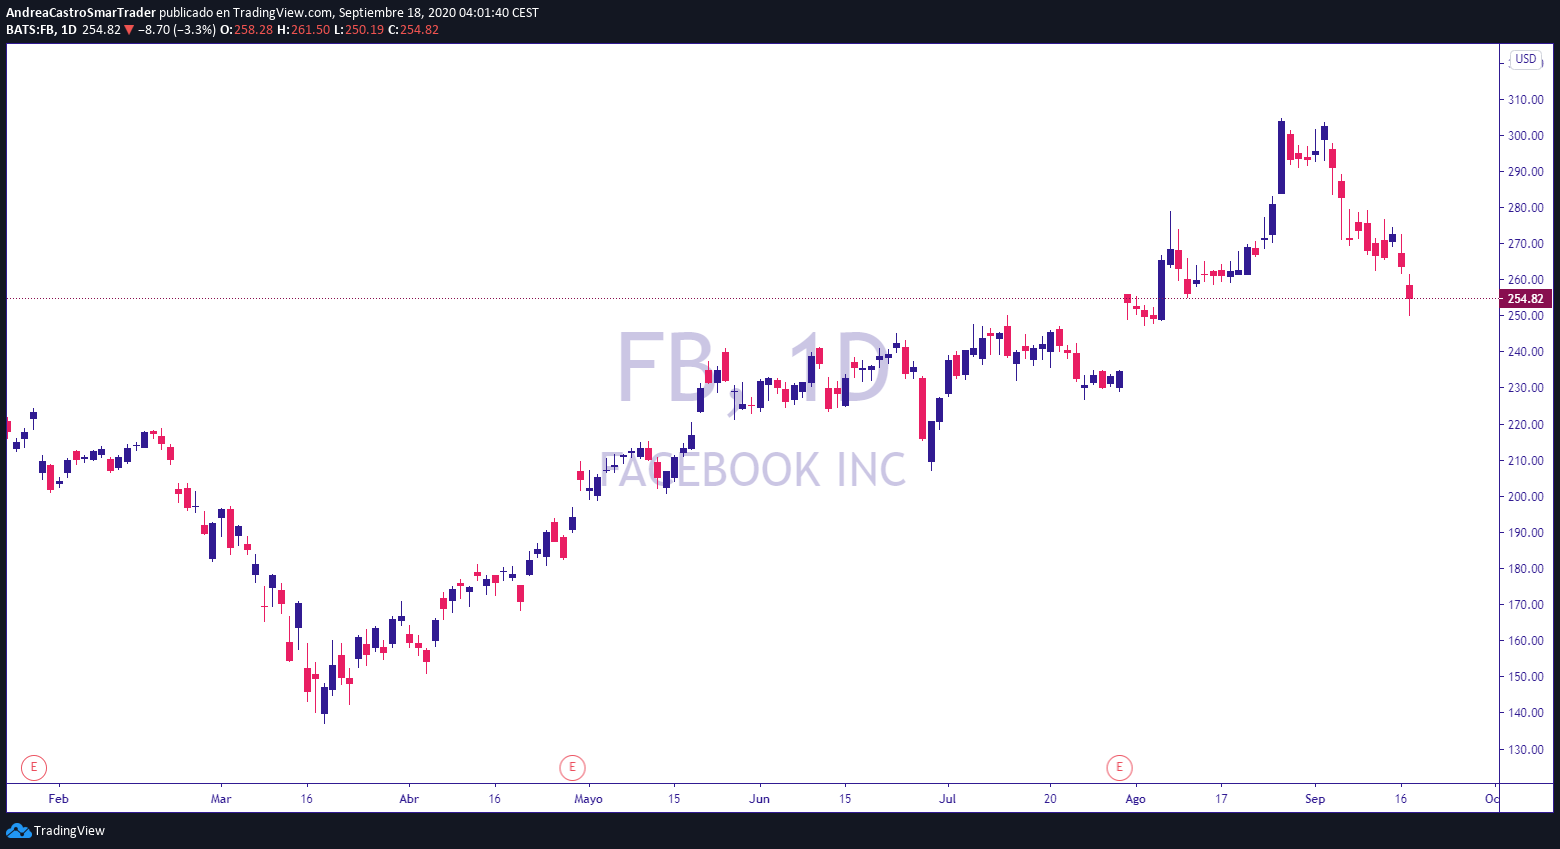 AndreaCastroSmarTrader publicado en TradingView.com, Septiembre 18, 2020 04:01:40 CEST
BATS:FB, 1D 254.82 ▼ −8.70 (−3.3%) O:258.28 H:261.50 L:250.19 C:254.82
USD
310.00
300.00
290.00
280.00
270.00
260.00
254.82
250.00
240.00
230.00
220.00
210.00
200.00
190.00
180.00
170.00
160.00
150.00
140.00
130.00
FB, 1D
FACEBOOK INC
E E E
Feb Mar 16 Abr 16 Mayo 15 Jun 15 Jul 20 Ago 17 Sep 16 Oc
TradingView